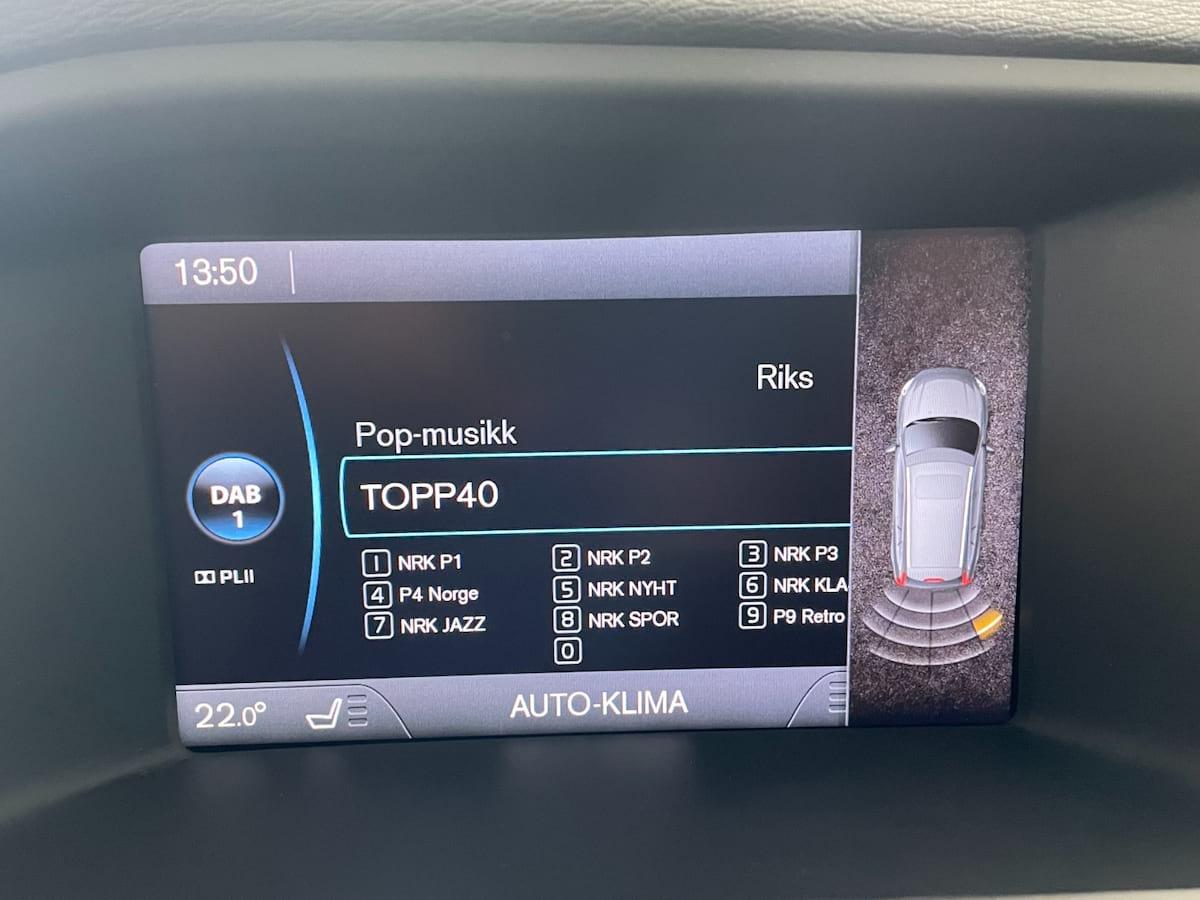 13:50
Riks
Pop-musikk
TOPP40
DAB
1
PLII
1 NRK P1 2 NRK P2 3 NRK P3
4 P4 Norge 5 NRK NYHT 6 NRK KLA
7 NRK JAZZ 8 NRK SPOR 9 P9 Retro
0
22.0° AUTO-KLIMA